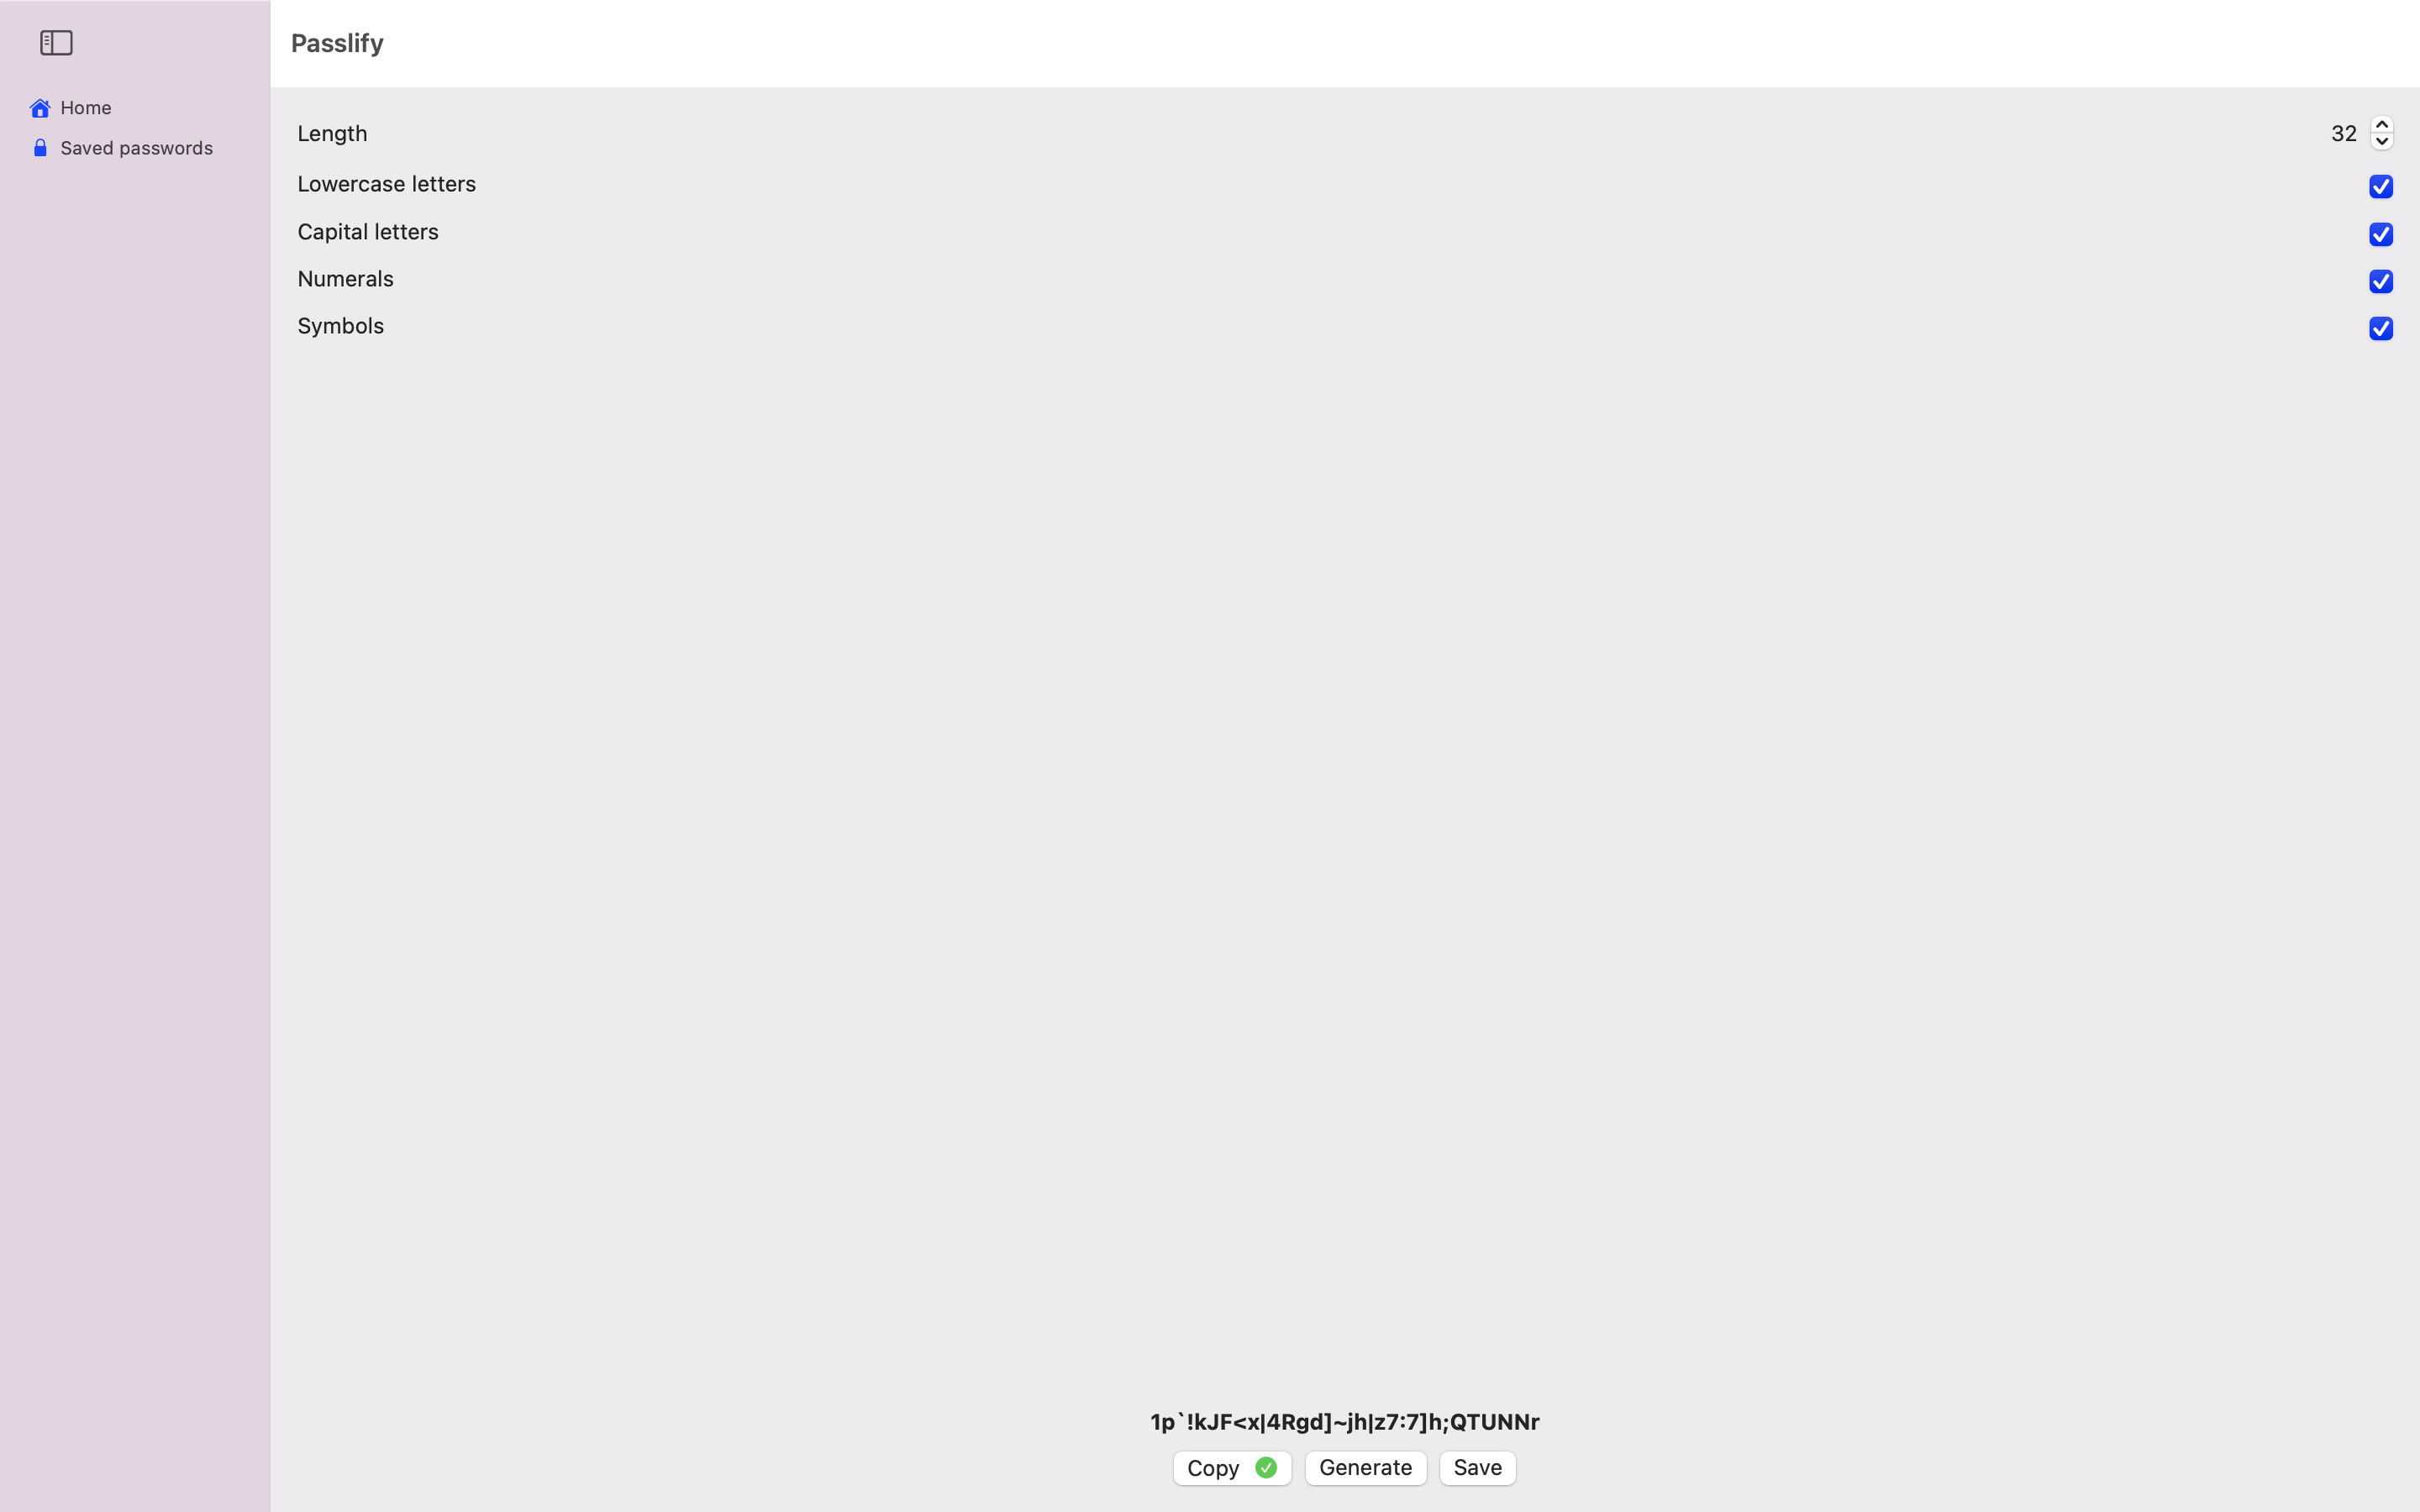 Passlify
Home
Saved passwords
Length 32
Lowercase letters
Capital letters
Numerals
Symbols
1p`!kJF<x|4Rgd]~jh|z7:7]h;QTUNNr
Copy Generate Save